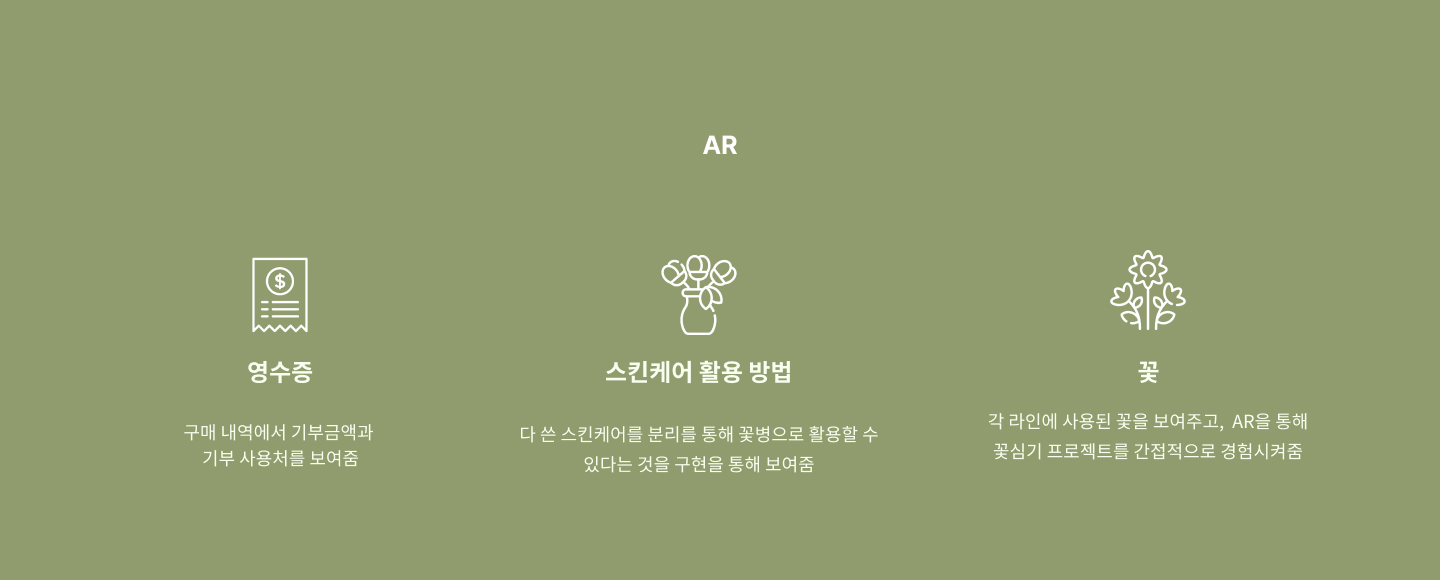 AR
영수증
구매 내역에서 기부금액과
기부 사용처를 보여줌
스킨케어 활용 방법
다 쓴 스킨케어를 분리를 통해 꽃병으로 활용할 수
있다는 것을 구현을 통해 보여줌
꽃
각 라인에 사용된 꽃을 보여주고, AR을 통해
꽃심기 프로젝트를 간접적으로 경험시켜줌